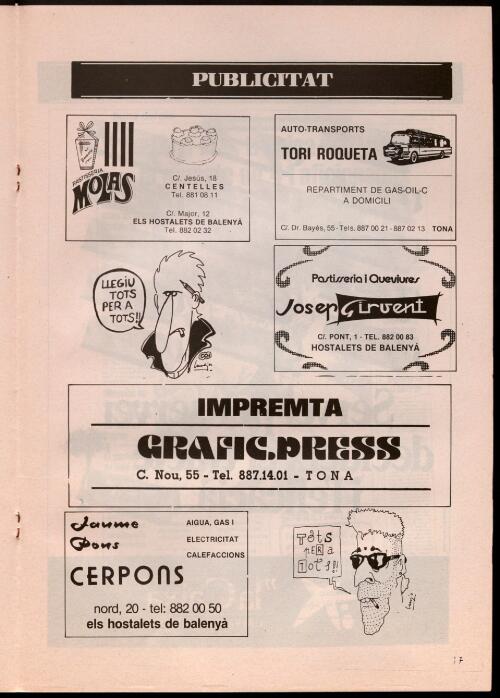 PUBLICITAT
PASTISSERIA
MOLAS
C/. Jesús, 18
CENTELLES
Tel. 881 08 11
C/. Major, 12
ELS HOSTALETS DE BALENYÀ
Tel. 882 02 32
AUTO-TRANSPORTS
TORI ROQUETA
REPARTIMENT DE GAS-OIL-C
A DOMICILI
C/. Dr. Bayés, 55 - Tels. 887 00 21 - 887 02 13 TONA
LLEGIU
TOTS
PER A
TOTS!!
Pastisseria i Queviures
Josep Girvent
C/. PONT, 1 - TEL. 882 00 83
HOSTALETS DE BALENYÀ
IMPREMTA
GRAFIC.PRESS
C. Nou, 55 - Tel. 887.14.01 - TONA
Jaume
Pons
AIGUA, GAS I
ELECTRICITAT
CALEFACCIONS
CERPONS
nord, 20 - tel: 882 00 50
els hostalets de balenyà
Tots
PER a
Tots!!
17